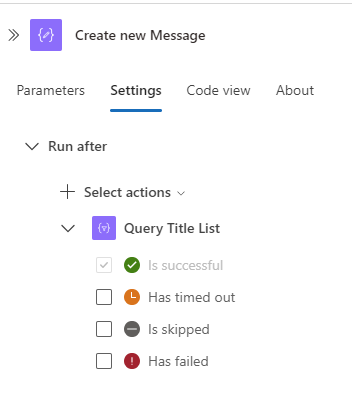 Create new Message
Parameters Settings Code view About
Run after
Select actions
Query Title List
Is successful
Has timed out
Is skipped
Has failed